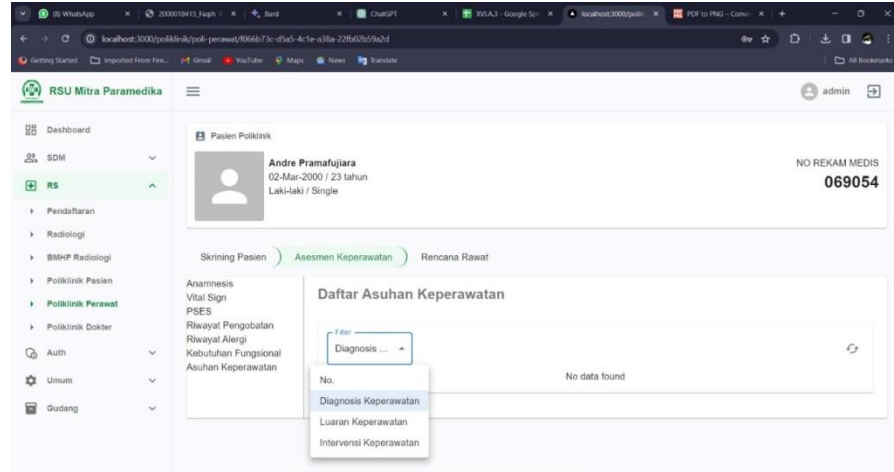 (8) WhatsApp
2000018415_Faqih
Bard
ChatGPT
XVI.A.3 - Google Spr
localhost:3000/polik
PDF to PNG – Conve
localhost:3000/poliklinik/poli-perawat/f066b73c-d5a5-4c1e-a38a-22fb02b59a2d
Getting Started
Imported From Fire...
Gmail
YouTube
Maps
News
Translate
All Bookmarks
RSU Mitra Paramedika
admin
Dashboard
SDM
RS
Pendaftaran
Radiologi
BMHP Radiologi
Poliklinik Pasien
Poliklinik Perawat
Poliklinik Dokter
Auth
Umum
Gudang
Pasien Poliklinik
Andre Pramafujiara
02-Mar-2000 / 23 tahun
Laki-laki / Single
NO REKAM MEDIS
069054
Skrining Pasien
Asesmen Keperawatan
Rencana Rawat
Anamnesis
Vital Sign
PSES
Riwayat Pengobatan
Riwayat Alergi
Kebutuhan Fungsional
Asuhan Keperawatan
Daftar Asuhan Keperawatan
Filter
Diagnosis ...
No data found
No.
Diagnosis Keperawatan
Luaran Keperawatan
Intervensi Keperawatan